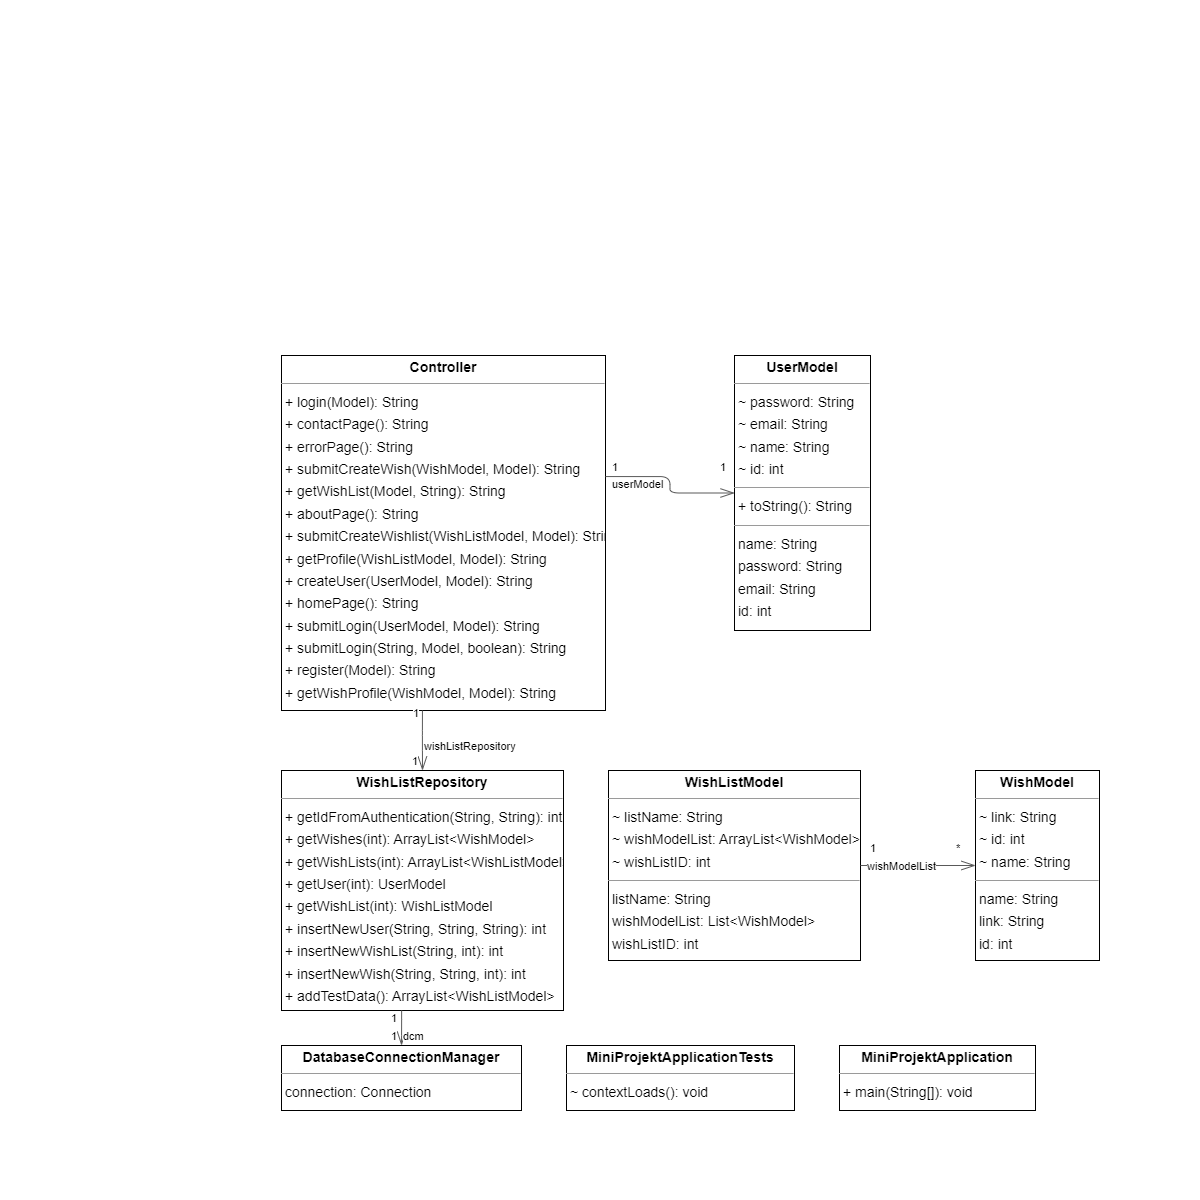 Controller
+ login(Model): String
+ contactPage(): String
+ errorPage(): String
+ submitCreateWish(WishModel, Model): String
+ getWishList(Model, String): String
+ aboutPage(): String
+ submitCreateWishlist(WishListModel, Model): Stri
+ getProfile(WishListModel, Model): String
+ createUser(UserModel, Model): String
+ homePage(): String
+ submitLogin(UserModel, Model): String
+ submitLogin(String, Model, boolean): String
+ register(Model): String
+ getWishProfile(WishModel, Model): String
1
userModel
1
UserModel
~ password: String
~ email: String
~ name: String
~ id: int
+ toString(): String
name: String
password: String
email: String
id: int
1
wishListRepository
1
WishListRepository
+ getIdFromAuthentication(String, String): int
+ getWishes(int): ArrayList<WishModel>
+ getWishLists(int): ArrayList<WishListModel
+ getUser(int): UserModel
+ getWishList(int): WishListModel
+ insertNewUser(String, String, String): int
+ insertNewWishList(String, int): int
+ insertNewWish(String, String, int): int
+ addTestData(): ArrayList<WishListModel>
WishListModel
~ listName: String
~ wishModelList: ArrayList<WishModel>
~ wishListID: int
listName: String
wishModelList: List<WishModel>
wishListID: int
1
*
wishModelList
WishModel
~ link: String
~ id: int
~ name: String
name: String
link: String
id: int
1
1
dcm
DatabaseConnectionManager
connection: Connection
MiniProjektApplicationTests
~ contextLoads(): void
MiniProjektApplication
+ main(String[]): void